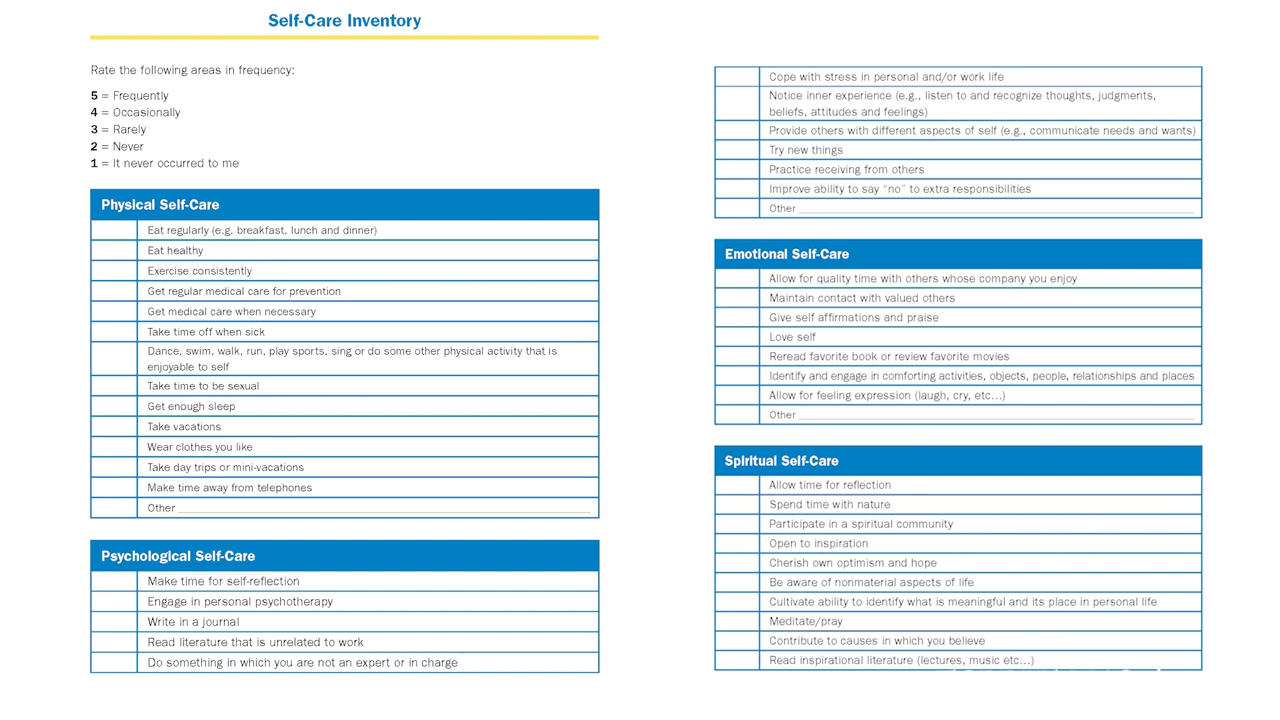 Self-Care Inventory
Rate the following areas in frequency:
5 = Frequently
4 = Occasionally
3 = Rarely
2 = Never
1 = It never occurred to me
Physical Self-Care
Eat regularly (e.g. breakfast, lunch and dinner)
Eat healthy
Exercise consistently
Get regular medical care for prevention
Get medical care when necessary
Take time off when sick
Dance, swim, walk, run, play sports, sing or do some other physical activity that is
enjoyable to self
Take time to be sexual
Get enough sleep
Take vacations
Wear clothes you like
Take day trips or mini-vacations
Make time away from telephones
Other
Psychological Self-Care
Make time for self-reflection
Engage in personal psychotherapy
Write in a journal
Read literature that is unrelated to work
Do something in which you are not an expert or in charge
Cope with stress in personal and/or work life
Notice inner experience (e.g., listen to and recognize thoughts, judgments,
beliefs, attitudes and feelings)
Provide others with different aspects of self (e.g., communicate needs and wants)
Try new things
Practice receiving from others
Improve ability to say “no” to extra responsibilities
Other
Emotional Self-Care
Allow for quality time with others whose company you enjoy
Maintain contact with valued others
Give self affirmations and praise
Love self
Reread favorite book or review favorite movies
Identify and engage in comforting activities, objects, people, relationships and places
Allow for feeling expression (laugh, cry, etc...)
Other
Spiritual Self-Care
Allow time for reflection
Spend time with nature
Participate in a spiritual community
Open to inspiration
Cherish own optimism and hope
Be aware of nonmaterial aspects of life
Cultivate ability to identify what is meaningful and its place in personal life
Meditate/pray
Contribute to causes in which you believe
Read inspirational literature (lectures, music etc...)